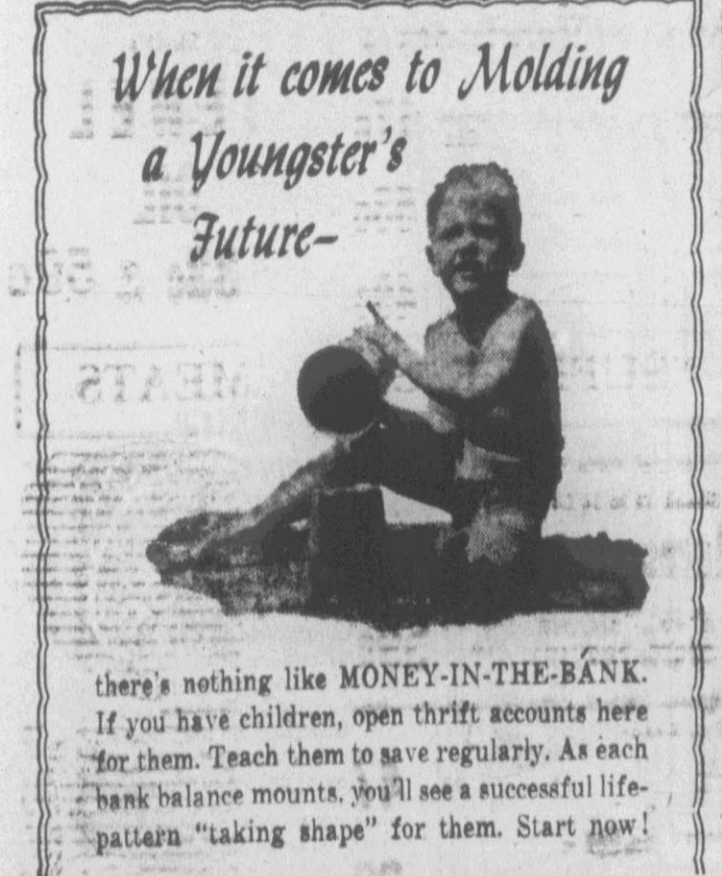 When it comes to Molding
a Youngster's
Future–
MEATS
there's nothing like MONEY-IN-THE-BANK.
If you have children, open thrift accounts here
for them. Teach them to save regularly. As each
bank balance mounts, you'll see a successful life-
pattern "taking shape" for them. Start now!